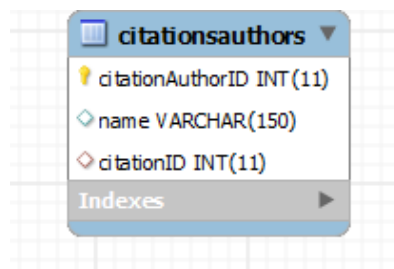 citationsauthors
citationAuthorID INT(11)
name VARCHAR(150)
citationID INT(11)
Indexes